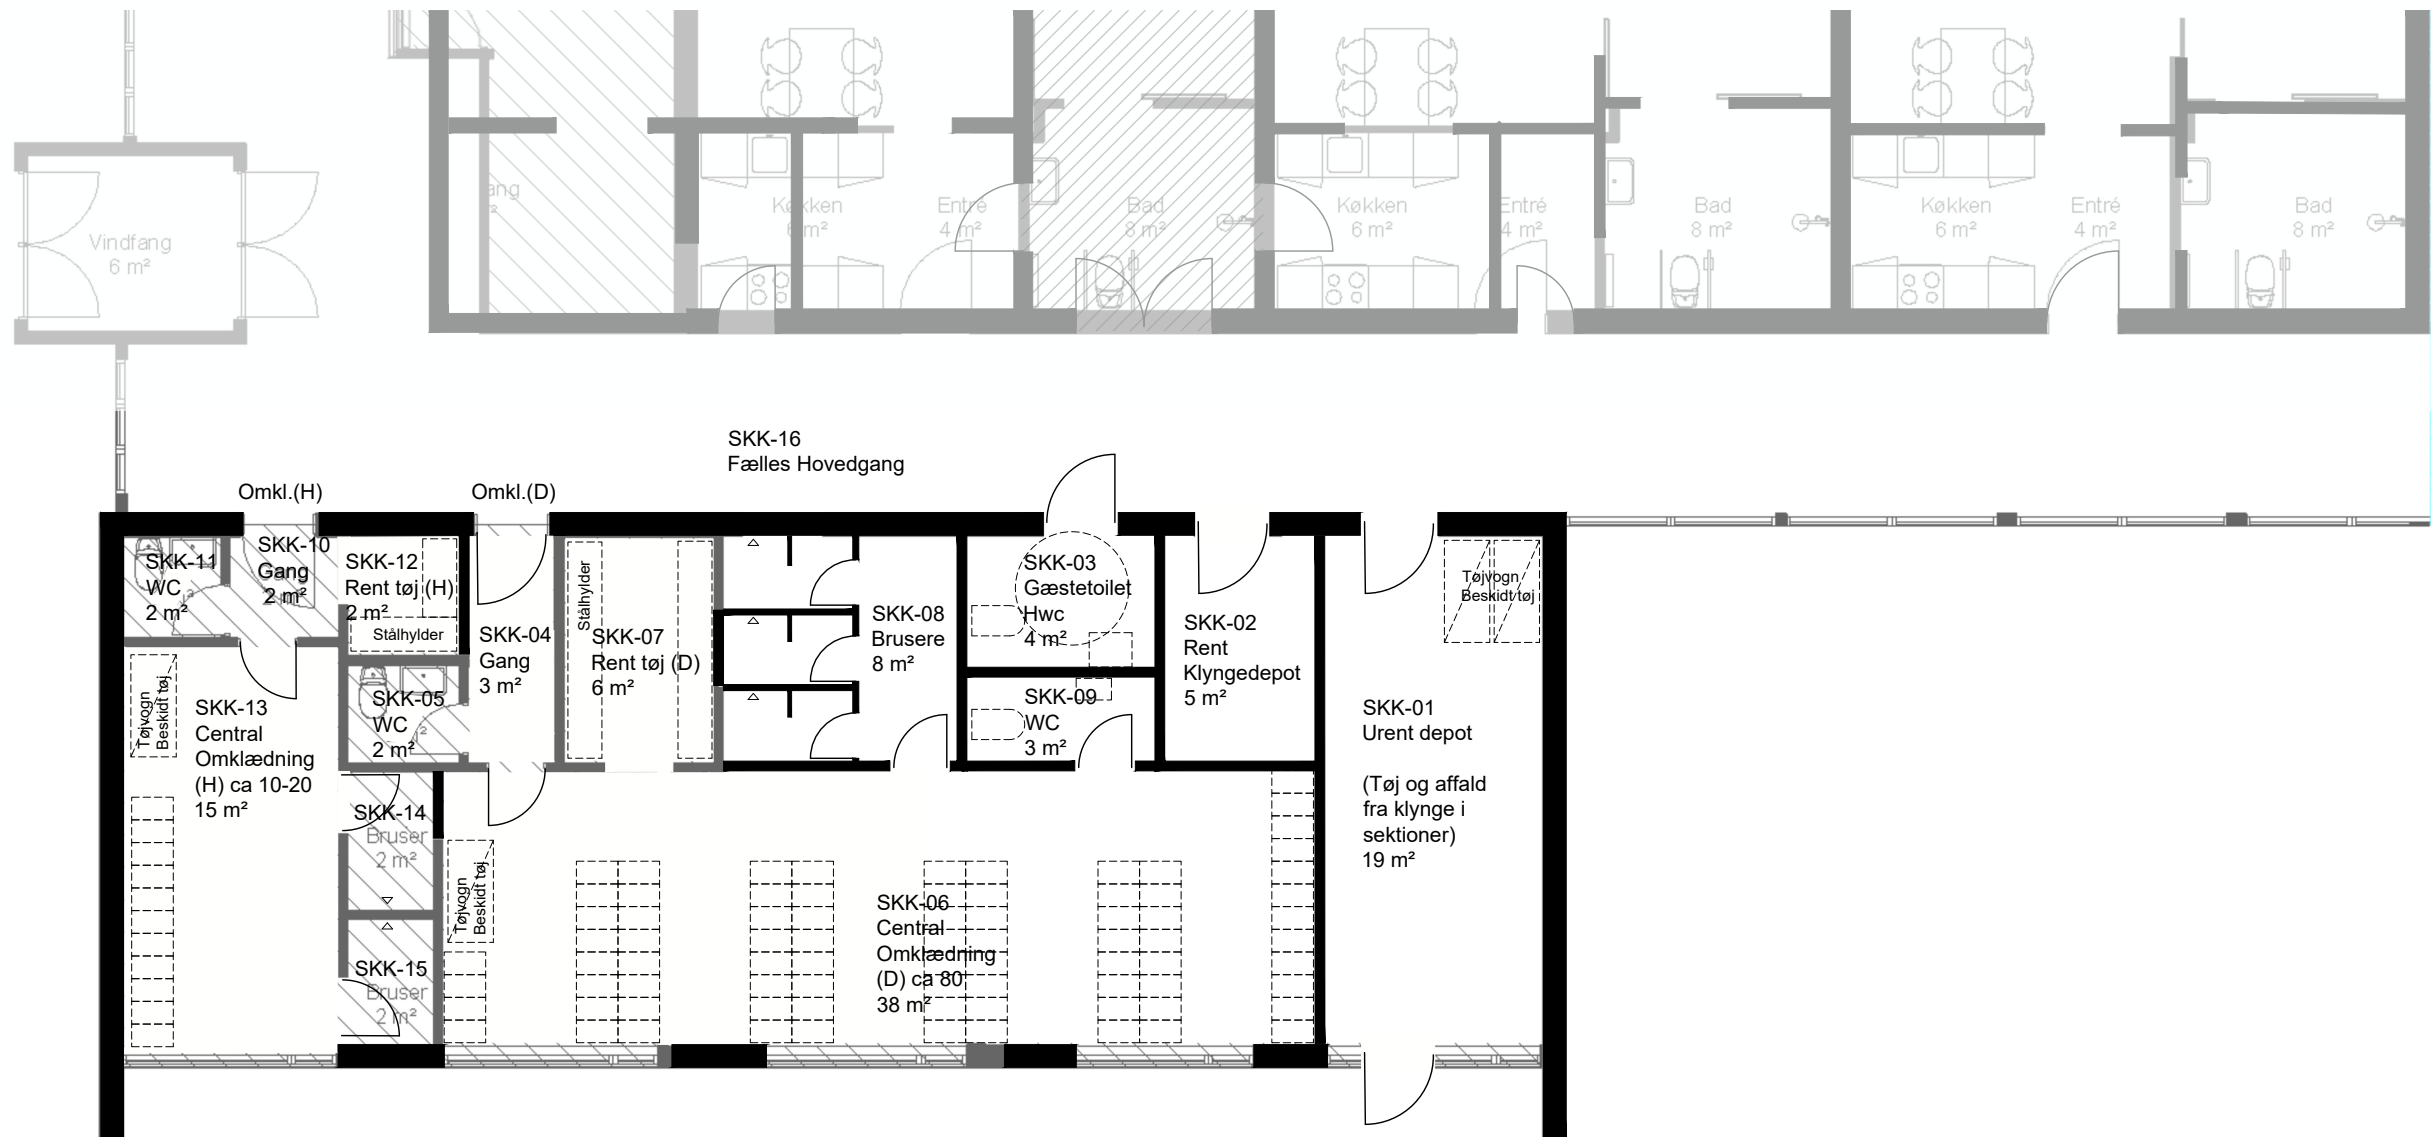 ang
Vindfang
6 m²
Køkken
6 m²
Entré
4 m²
Bad
8 m²
Køkken
6 m²
Entré
4 m²
Bad
8 m²
Køkken
6 m²
Entré
4 m²
Bad
8 m²
SKK-16
Fælles Hovedgang
Omkl.(H)
Omkl.(D)
SKK-11
WC
2 m²
SKK-10
Gang
2 m²
SKK-12
Rent tøj (H)
2 m²
Stålhylder
SKK-04
Gang
3 m²
Stålhylder
SKK-07
Rent tøj (D)
6 m²
SKK-08
Brusere
8 m²
SKK-03
Gæstetoilet
Hwc
4 m²
SKK-02
Rent
Klyngedepot
5 m²
Tøjvogn
Beskidt tøj
SKK-05
WC
2 m²
SKK-09
WC
3 m²
Tøjvogn
Beskidt tøj
SKK-13
Central
Omklædning
(H) ca 10-20
15 m²
SKK-01
Urent depot
(Tøj og affald
fra klynge i
sektioner)
19 m²
SKK-14
Bruser
2 m²
Tøjvogn
Beskidt tøj
SKK-06
Central
Omklædning
(D) ca 80
38 m²
SKK-15
Bruser
2 m²